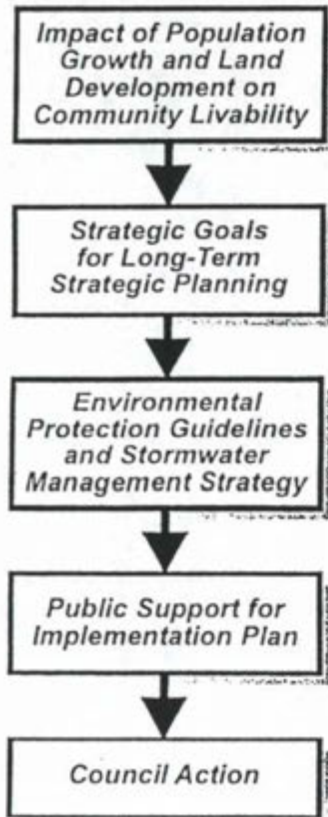 Impact of Population
Growth and Land
Development on
Community Livability
Strategic Goals
for Long-Term
Strategic Planning
Environmental
Protection Guidelines
and Stormwater
Management Strategy
Public Support for
Implementation Plan
Council Action